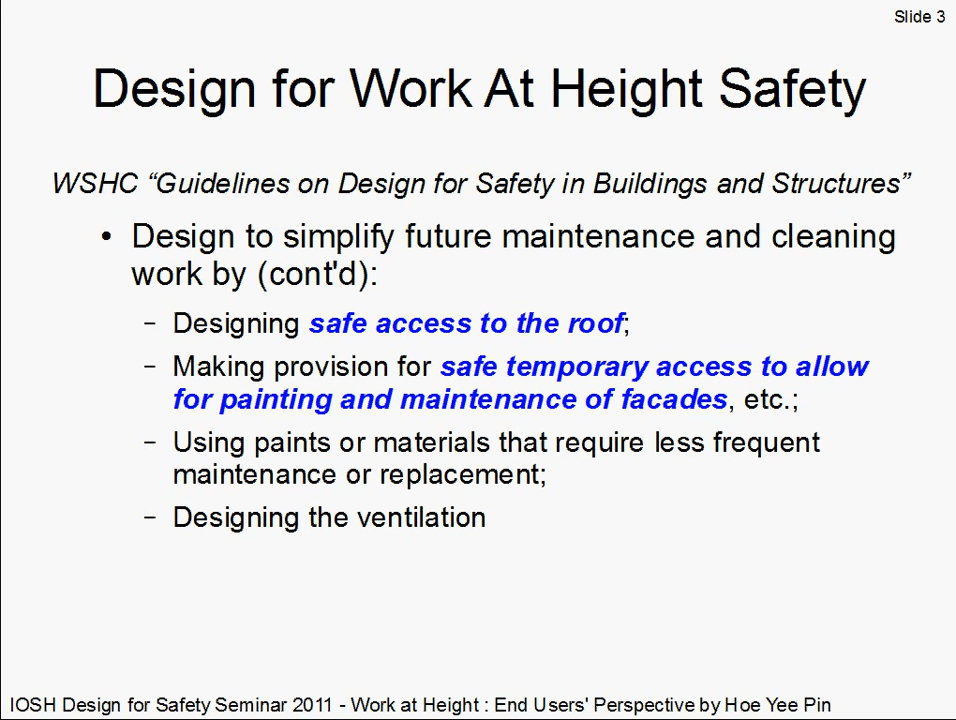 Slide 3
Design for Work At Height Safety
WSHC “Guidelines on Design for Safety in Buildings and Structures”
• Design to simplify future maintenance and cleaning
work by (cont'd):
– Designing safe access to the roof;
– Making provision for safe temporary access to allow
for painting and maintenance of facades, etc.;
– Using paints or materials that require less frequent
maintenance or replacement;
– Designing the ventilation
IOSH Design for Safety Seminar 2011 - Work at Height : End Users' Perspective by Hoe Yee Pin